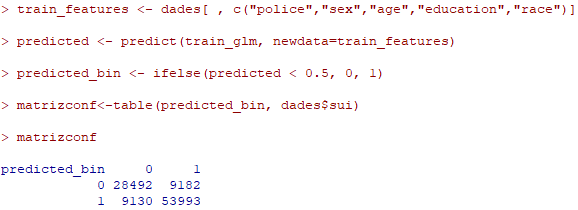 > train_features <- dades[ , c("police","sex","age","education","race")]
> predicted <- predict(train_glm, newdata=train_features)
> predicted_bin <- ifelse(predicted < 0.5, 0, 1)
> matrizconf<-table(predicted_bin, dades$sui)
> matrizconf
predicted_bin 0 1
0 28492 9182
1 9130 53993